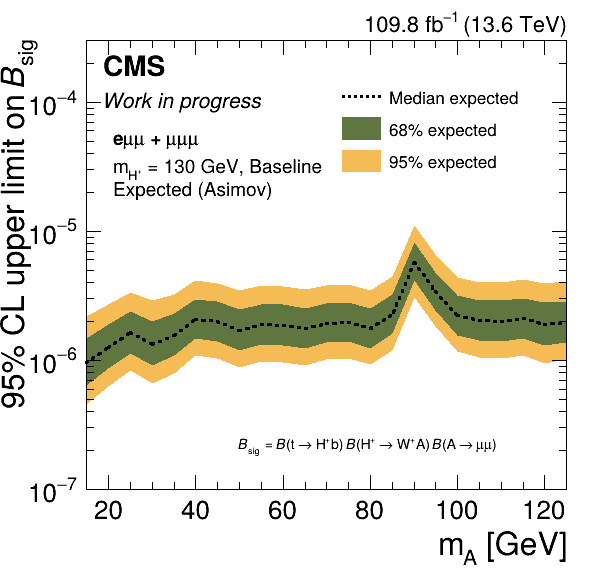 109.8 fb⁻¹ (13.6 TeV)
CMS
Work in progress
eμμ + μμμ
m_H⁺ = 130 GeV, Baseline
Expected (Asimov)
Median expected
68% expected
95% expected
95% CL upper limit on B_sig
10⁻⁴
10⁻⁵
10⁻⁶
10⁻⁷
B_sig = B(t → H⁺b) B(H⁺ → W⁺A) B(A → μμ)
20 40 60 80 100 120
m_A [GeV]